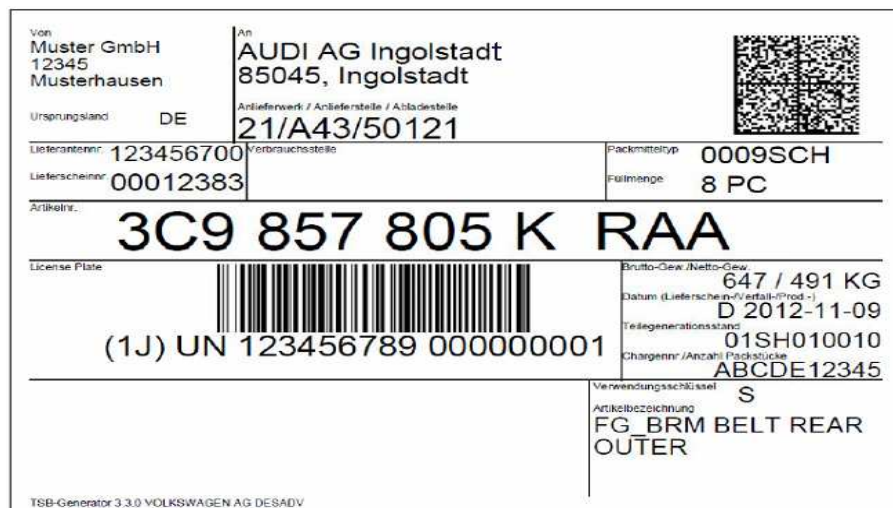 Von
Muster GmbH
12345
Musterhausen
Ursprungsland DE
An
AUDI AG Ingolstadt
85045, Ingolstadt
Anlieferwerk / Anlieferstelle / Abladestelle
21/A43/50121
Lieferantennr. 123456700
Lieferscheinnr. 00012383
Verbrauchsstelle
Packmitteltyp 0009SCH
Füllmenge 8 PC
Artikelnr.
3C9 857 805 K RAA
License Plate
(1J) UN 123456789 000000001
Brutto-Gew./Netto-Gew.
647 / 491 KG
Datum (Lieferschein-/Verfall-/Prod.-)
D 2012-11-09
Teilegenerationsstand
01SH010010
Chargennr./Anzahl Packstücke
ABCDE12345
Verwendungsschlüssel S
Artikelbezeichnung
FG_BRM BELT REAR
OUTER
TSB-Generator 3.3.0 VOLKSWAGEN AG DESADV